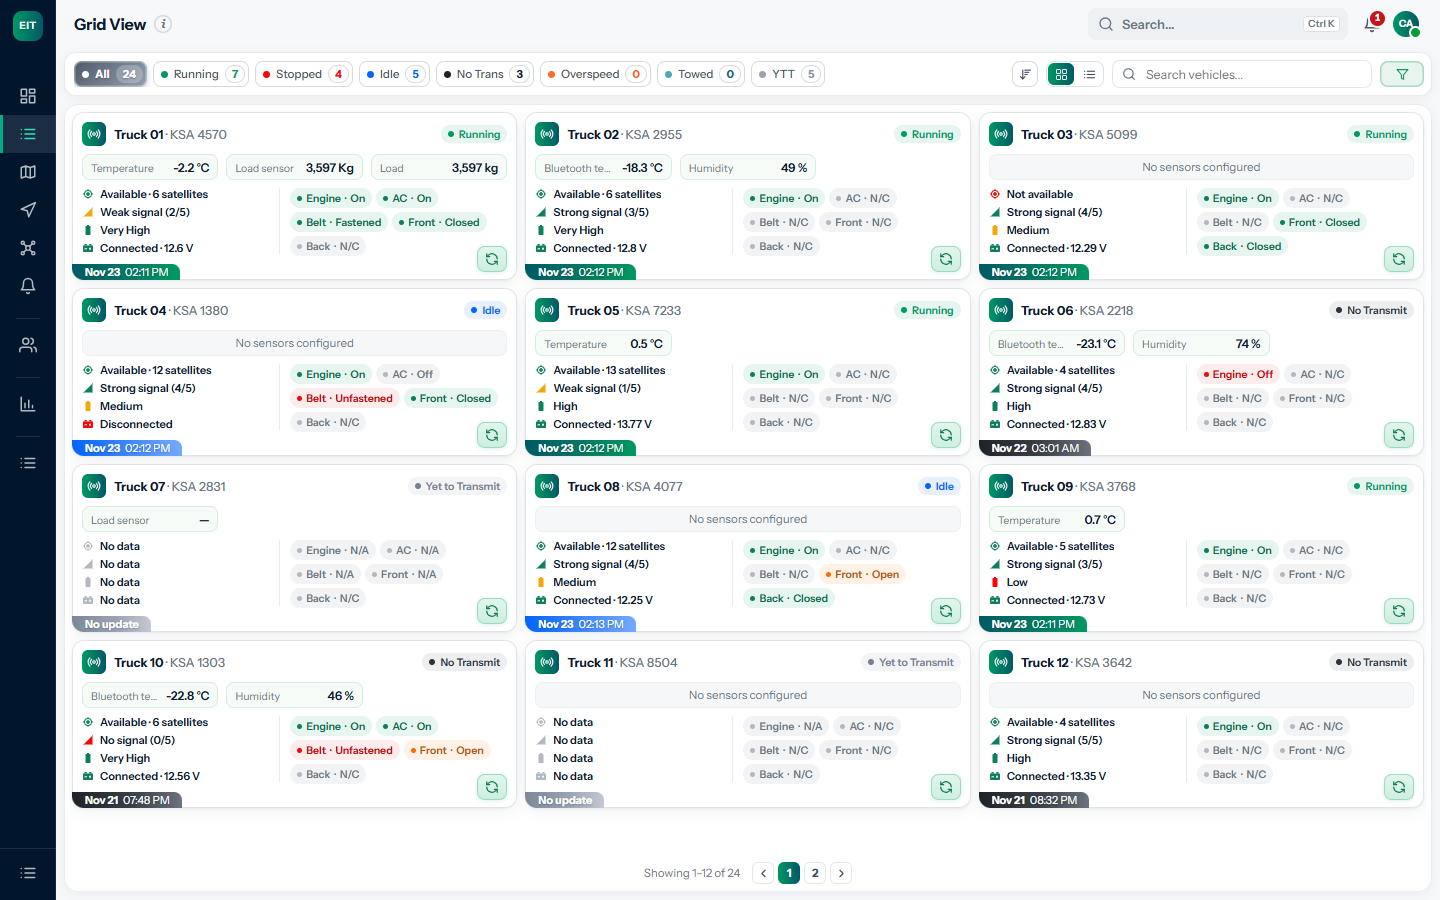 EIT
Grid View
Search... Ctrl K
1
CA
All 24
Running 7
Stopped 4
Idle 5
No Trans 3
Overspeed 0
Towed 0
YTT 5
Search vehicles...
Truck 01 · KSA 4570
Running
Temperature -2.2 °C
Load sensor 3,597 Kg
Load 3,597 kg
Available · 6 satellites
Weak signal (2/5)
Very High
Connected · 12.6 V
Engine · On
AC · On
Belt · Fastened
Front · Closed
Back · N/C
Nov 23 02:11 PM
Truck 02 · KSA 2955
Running
Bluetooth te... -18.3 °C
Humidity 49 %
Available · 6 satellites
Strong signal (3/5)
Very High
Connected · 12.8 V
Engine · On
AC · N/C
Belt · N/C
Front · N/C
Back · N/C
Nov 23 02:12 PM
Truck 03 · KSA 5099
Running
No sensors configured
Not available
Strong signal (4/5)
Medium
Connected · 12.29 V
Engine · On
AC · N/C
Belt · N/C
Front · Closed
Back · Closed
Nov 23 02:12 PM
Truck 04 · KSA 1380
Idle
No sensors configured
Available · 12 satellites
Strong signal (4/5)
Medium
Disconnected
Engine · On
AC · Off
Belt · Unfastened
Front · Closed
Back · N/C
Nov 23 02:12 PM
Truck 05 · KSA 7233
Running
Temperature 0.5 °C
Available · 13 satellites
Weak signal (1/5)
High
Connected · 13.77 V
Engine · On
AC · N/C
Belt · N/C
Front · N/C
Back · N/C
Nov 23 02:12 PM
Truck 06 · KSA 2218
No Transmit
Bluetooth te... -23.1 °C
Humidity 74 %
Available · 4 satellites
Strong signal (4/5)
High
Connected · 12.83 V
Engine · Off
AC · N/C
Belt · N/C
Front · N/C
Back · N/C
Nov 22 03:01 AM
Truck 07 · KSA 2831
Yet to Transmit
Load sensor —
No data
No data
No data
No data
Engine · N/A
AC · N/A
Belt · N/A
Front · N/A
Back · N/C
No update
Truck 08 · KSA 4077
Idle
No sensors configured
Available · 12 satellites
Strong signal (4/5)
Medium
Connected · 12.25 V
Engine · On
AC · N/C
Belt · N/C
Front · Open
Back · Closed
Nov 23 02:13 PM
Truck 09 · KSA 3768
Running
Temperature 0.7 °C
Available · 5 satellites
Strong signal (3/5)
Low
Connected · 12.73 V
Engine · On
AC · N/C
Belt · N/C
Front · N/C
Back · N/C
Nov 23 02:11 PM
Truck 10 · KSA 1303
No Transmit
Bluetooth te... -22.8 °C
Humidity 46 %
Available · 6 satellites
No signal (0/5)
Very High
Connected · 12.56 V
Engine · On
AC · On
Belt · Unfastened
Front · Open
Back · N/C
Nov 21 07:48 PM
Truck 11 · KSA 8504
Yet to Transmit
No sensors configured
No data
No data
No data
No data
Engine · N/A
AC · N/C
Belt · N/C
Front · N/C
Back · N/C
No update
Truck 12 · KSA 3642
No Transmit
No sensors configured
Available · 4 satellites
Strong signal (5/5)
High
Connected · 13.35 V
Engine · On
AC · N/C
Belt · N/C
Front · N/C
Back · N/C
Nov 21 08:32 PM
Showing 1–12 of 24
1
2